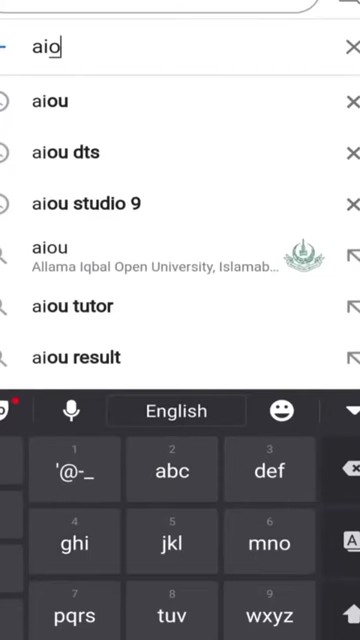 aio
aiou
aiou dts
aiou studio 9
aiou
Allama Iqbal Open University, Islamab...
aiou tutor
aiou result
English
1 2 3
'@-_ abc def
4 5 6
ghi jkl mno
7 8 9
pqrs tuv wxyz